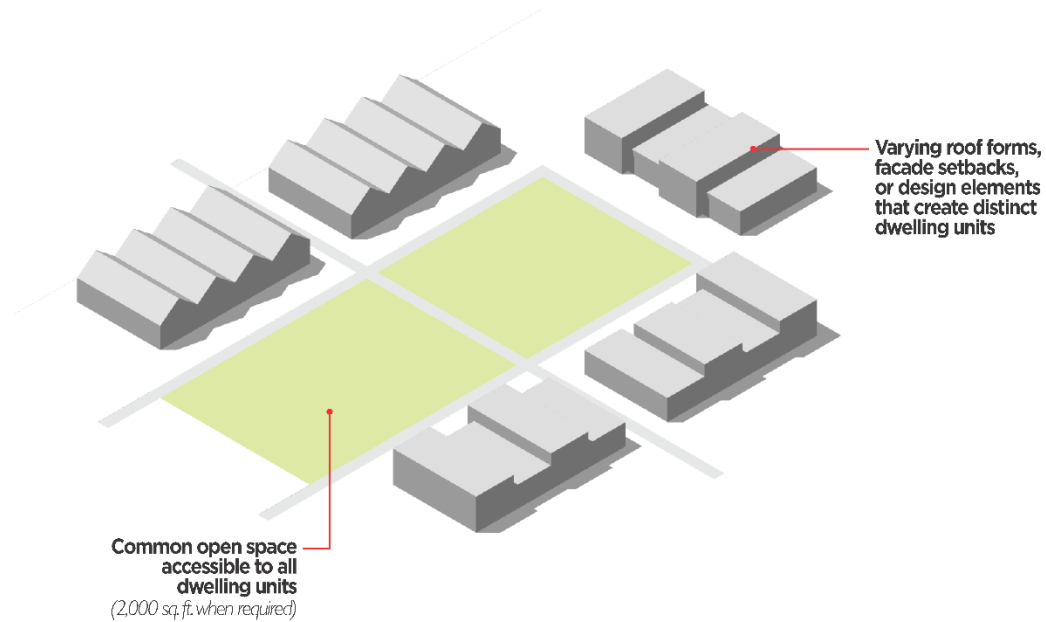 Varying roof forms,
facade setbacks,
or design elements
that create distinct
dwelling units
Common open space
accessible to all
dwelling units
(2,000 sq. ft. when required)